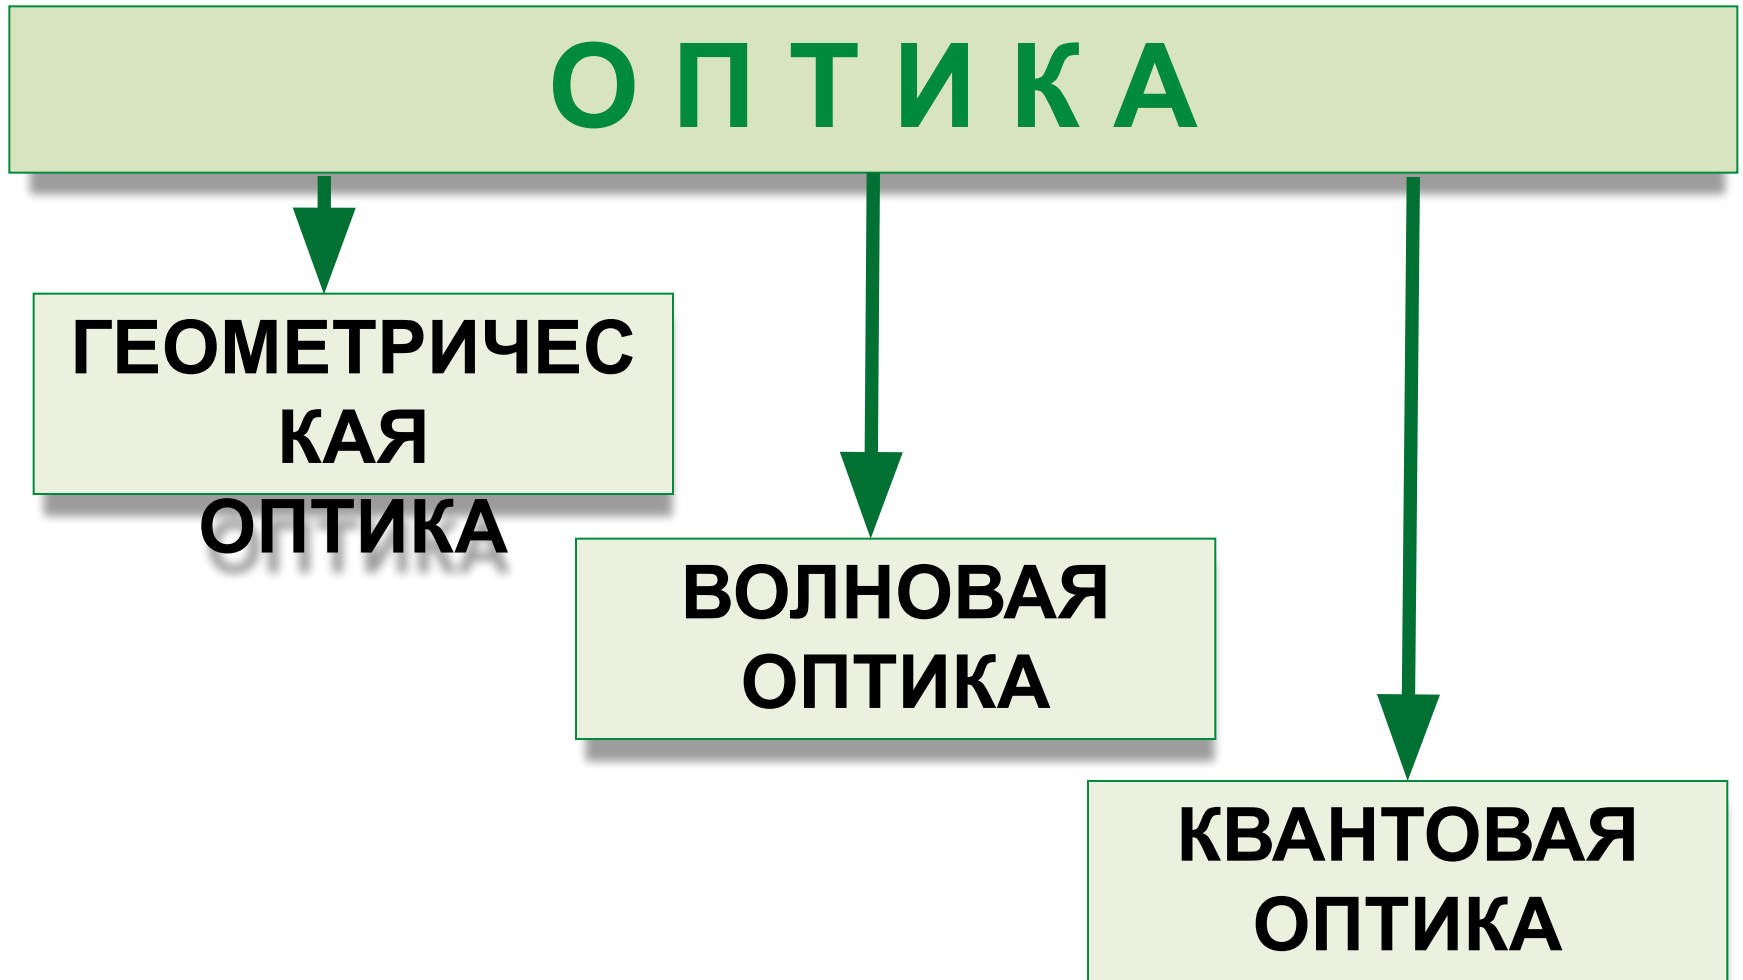 О П Т И К А
ГЕОМЕТРИЧЕС
КАЯ
ОПТИКА
ВОЛНОВАЯ
ОПТИКА
КВАНТОВАЯ
ОПТИКА